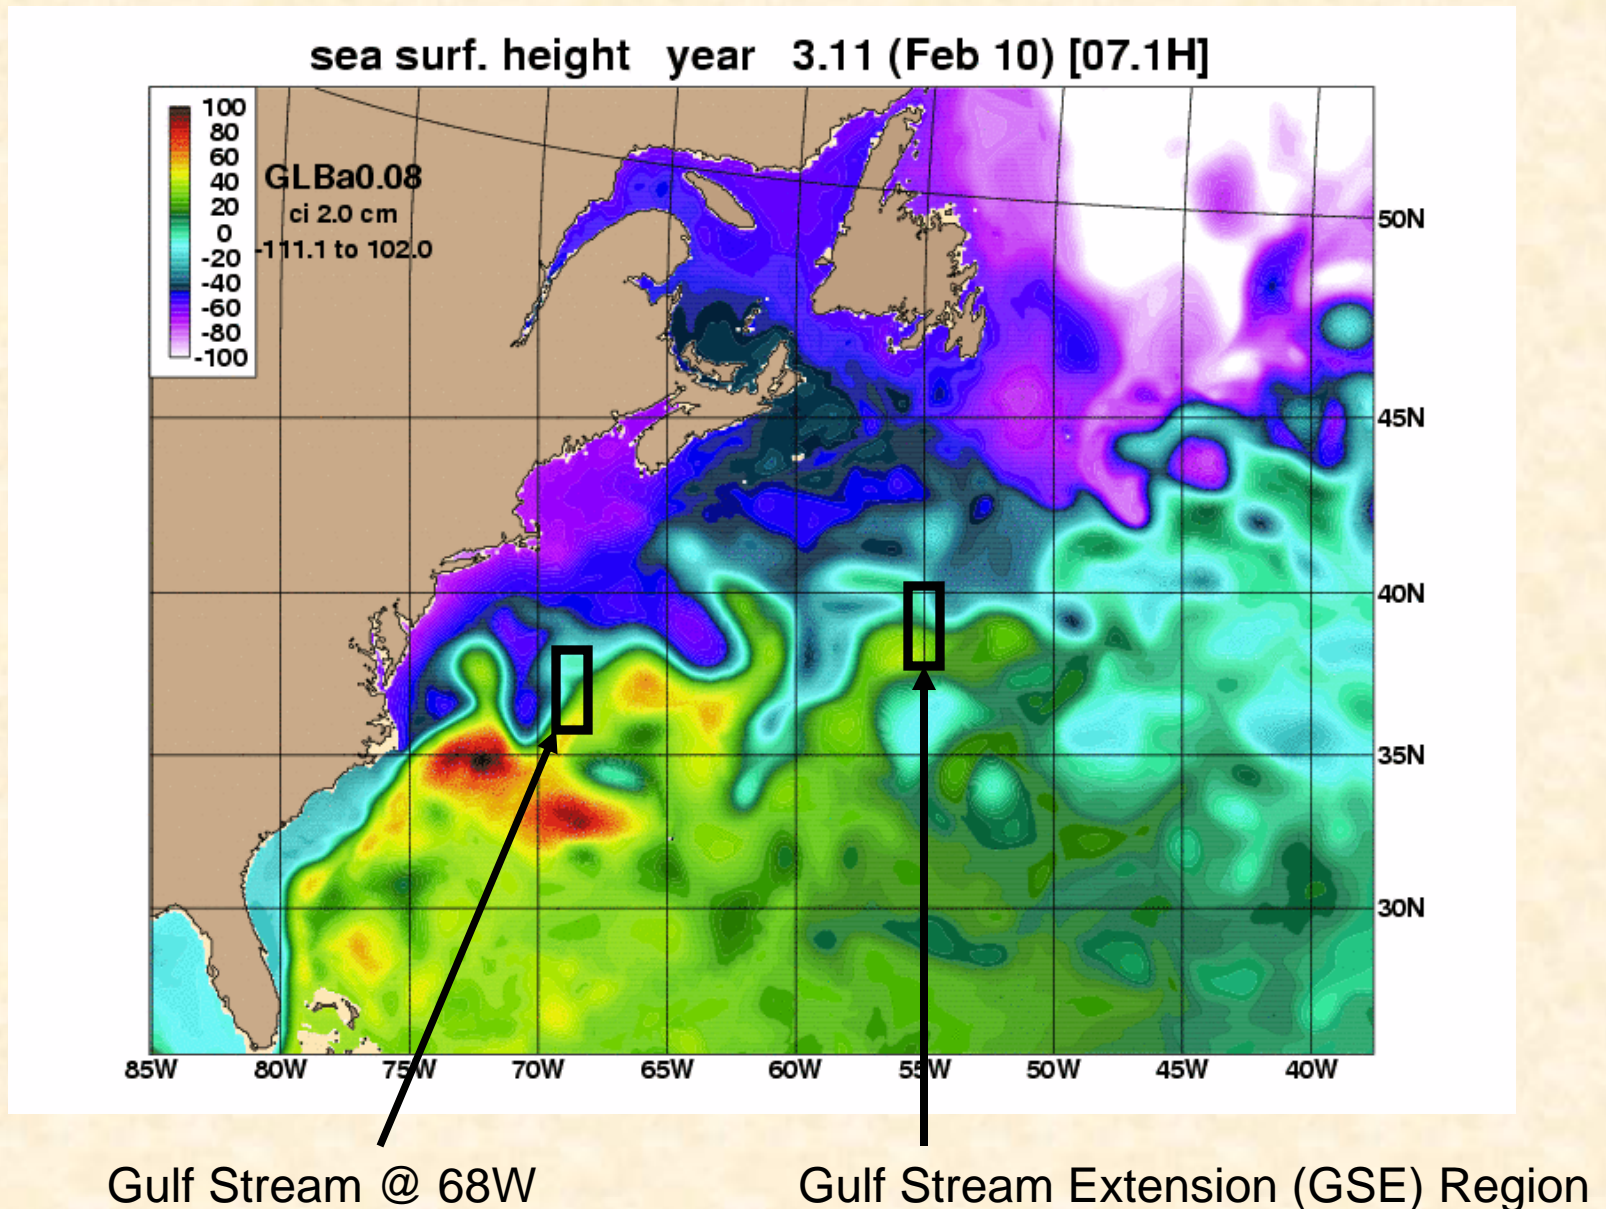 sea surf. height year 3.11 (Feb 10) [07.1H]
100
80
60
40
20
0
-20
-40
-60
-80
-100
GLBa0.08
ci 2.0 cm
-111.1 to 102.0
50N
45N
40N
35N
30N
85W 80W 75W 70W 65W 60W 55W 50W 45W 40W
Gulf Stream @ 68W
Gulf Stream Extension (GSE) Region